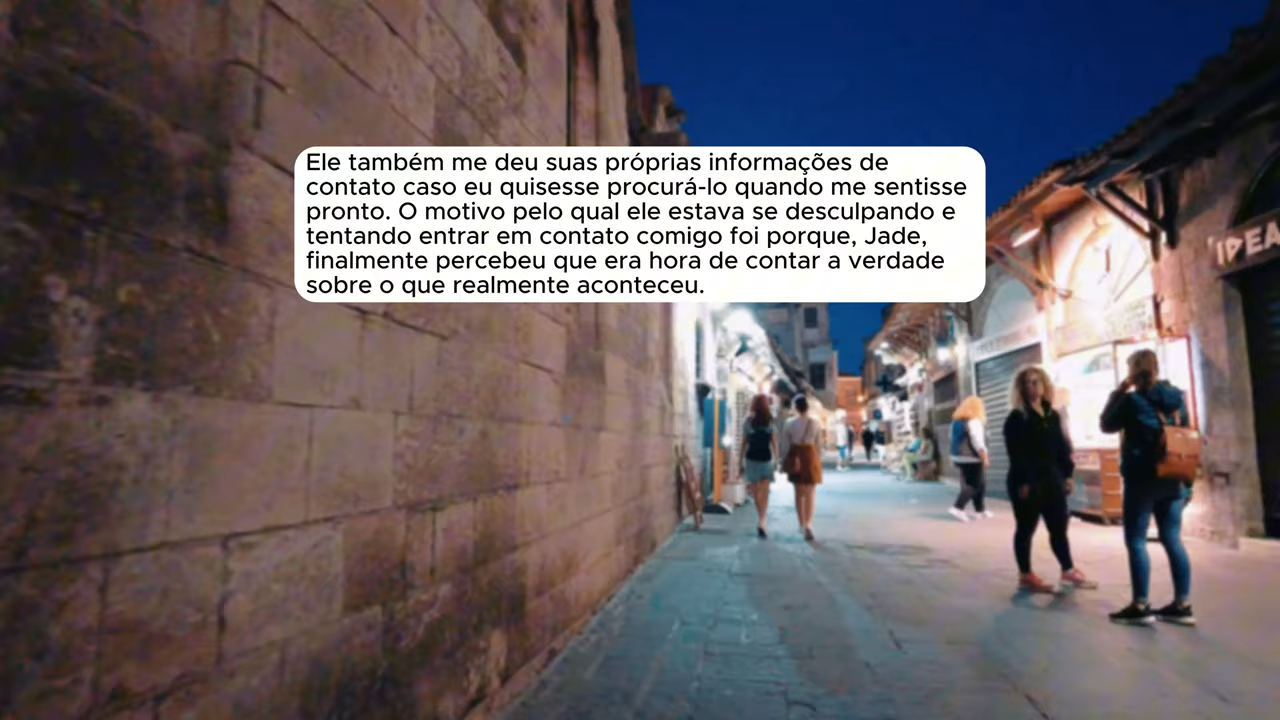 Ele também me deu suas próprias informações de
contato caso eu quisesse procurá-lo quando me sentisse
pronto. O motivo pelo qual ele estava se desculpando e
tentando entrar em contato comigo foi porque, Jade,
finalmente percebeu que era hora de contar a verdade
sobre o que realmente aconteceu.
IDEA